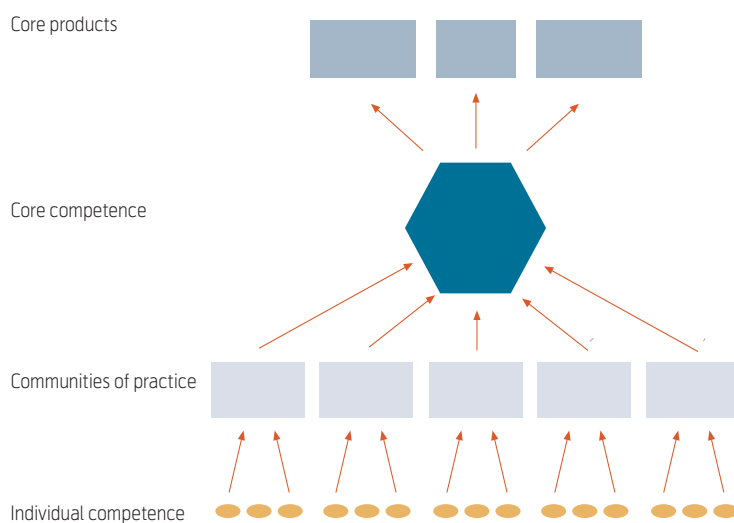 Core products
Core competence
Communities of practice
Individual competence